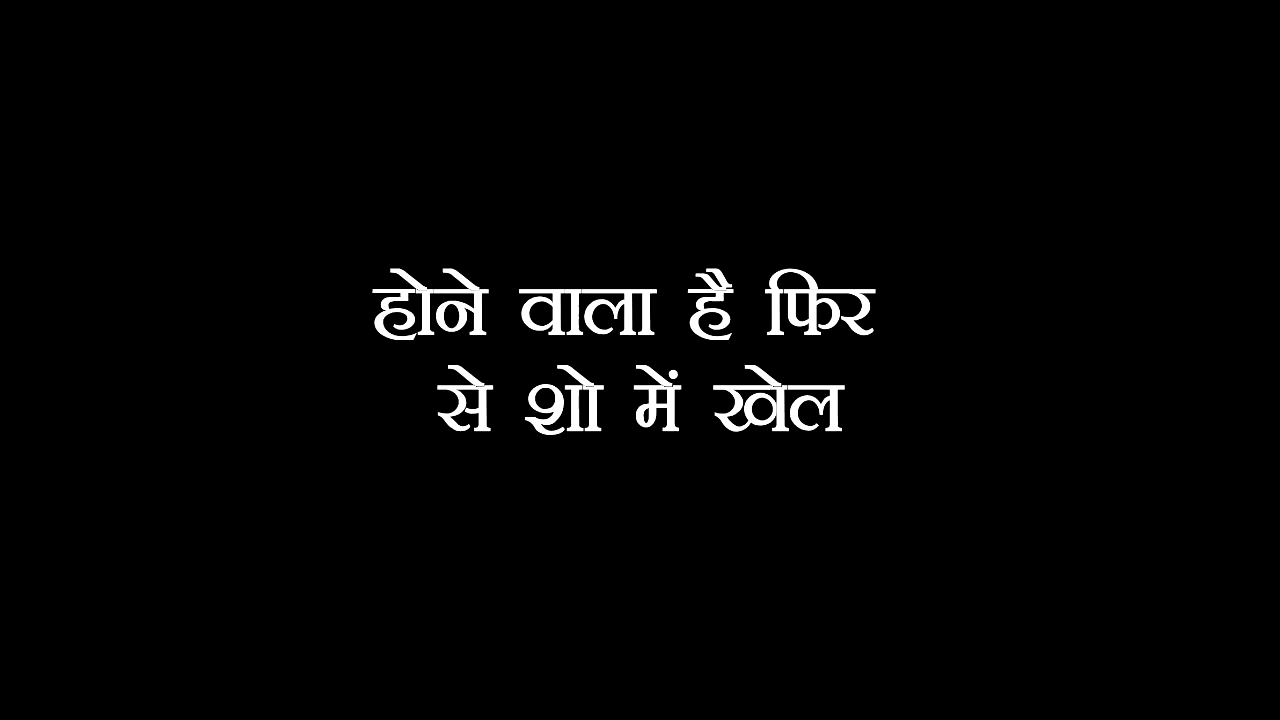 होने वाला है फिर
से शो में खेल